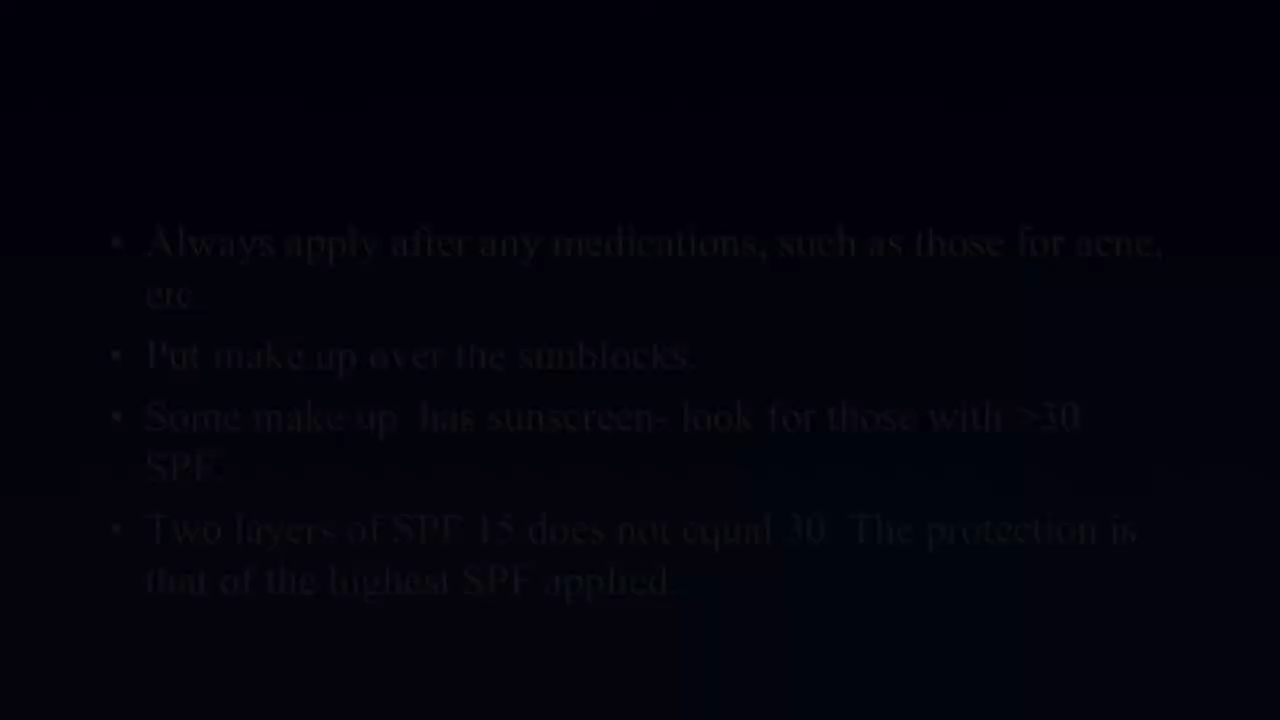 • Always apply after any medications, such as those for acne,
etc.
• Put make up over the sunblocks.
• Some make up has sunscreen- look for those with >30
SPF.
• Two layers of SPF 15 does not equal 30. The protection is
that of the highest SPF applied.